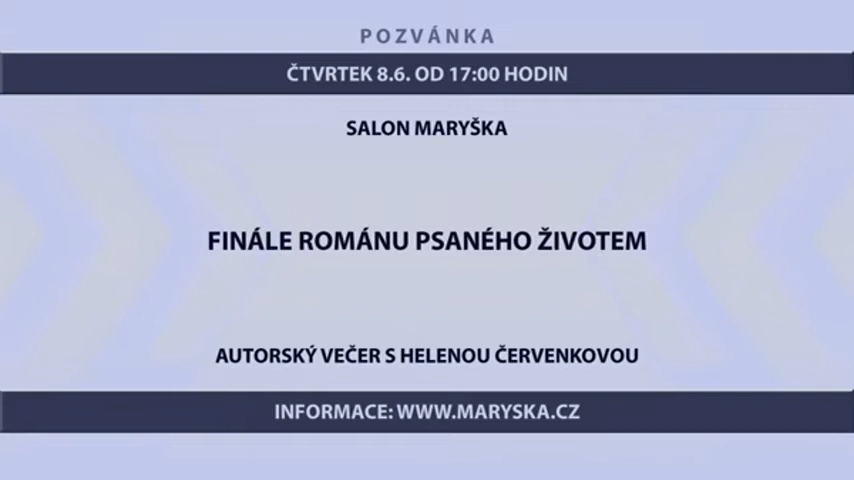 POZVÁNKA
ČTVRTEK 8.6. OD 17:00 HODIN
SALON MARYŠKA
FINÁLE ROMÁNU PSANÉHO ŽIVOTEM
AUTORSKÝ VEČER S HELENOU ČERVENKOVOU
INFORMACE: WWW.MARYSKA.CZ